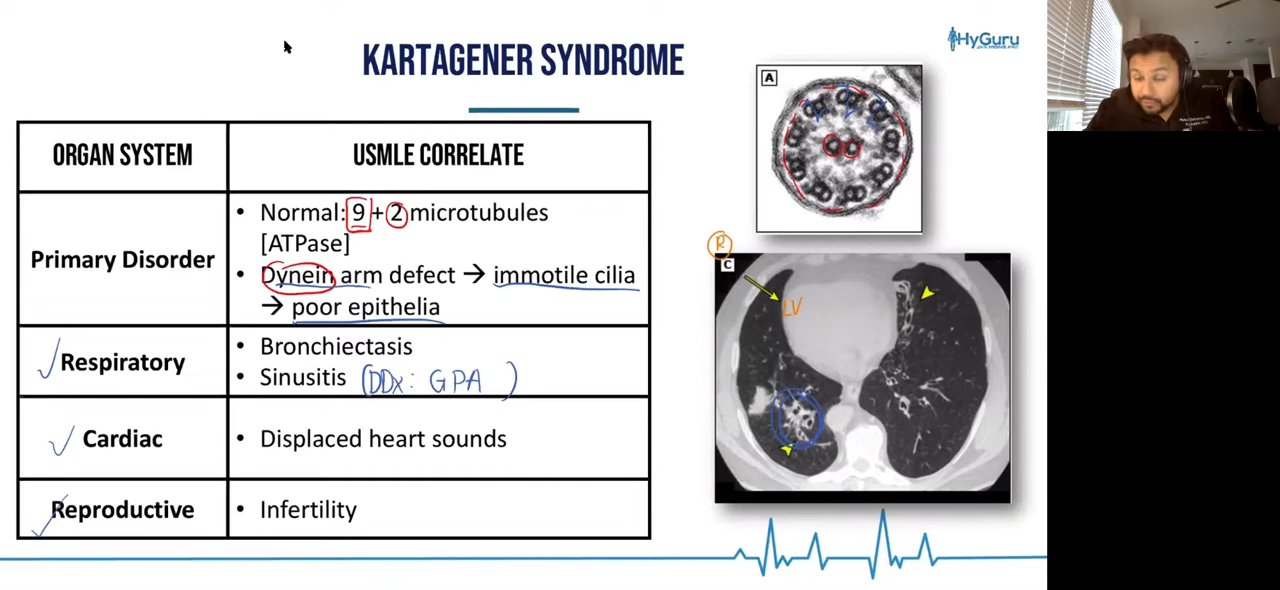 KARTAGENER SYNDROME
HyGuru
ORGAN SYSTEM
USMLE CORRELATE
Primary Disorder
• Normal: 9 + 2 microtubules
[ATPase]
• Dynein arm defect → immotile cilia
→ poor epithelia
Respiratory
• Bronchiectasis
• Sinusitis (DDx: GPA )
Cardiac
• Displaced heart sounds
Reproductive
• Infertility
A
R
C
LV